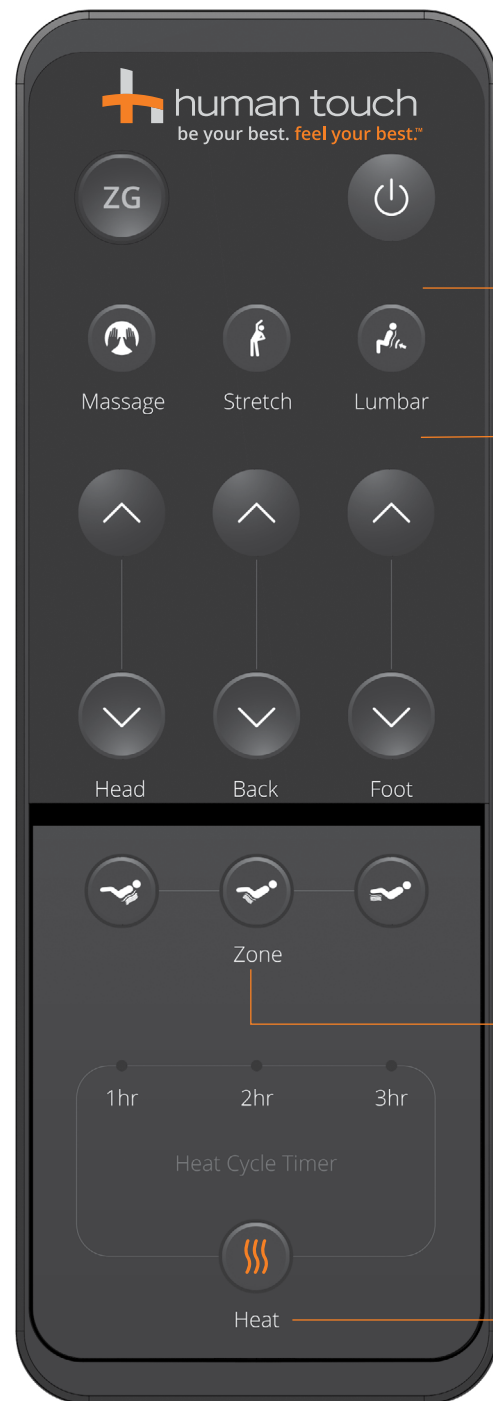 human touch
be your best. feel your best.™
ZG
Massage Stretch Lumbar
Head Back Foot
Zone
1hr 2hr 3hr
Heat Cycle Timer
Heat